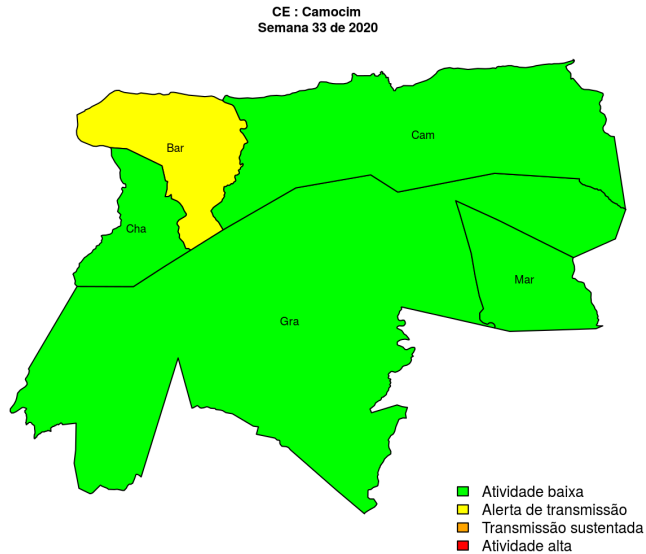 CE : Camocim
Semana 33 de 2020
Bar
Cam
Cha
Mar
Gra
Atividade baixa
Alerta de transmissão
Transmissão sustentada
Atividade alta